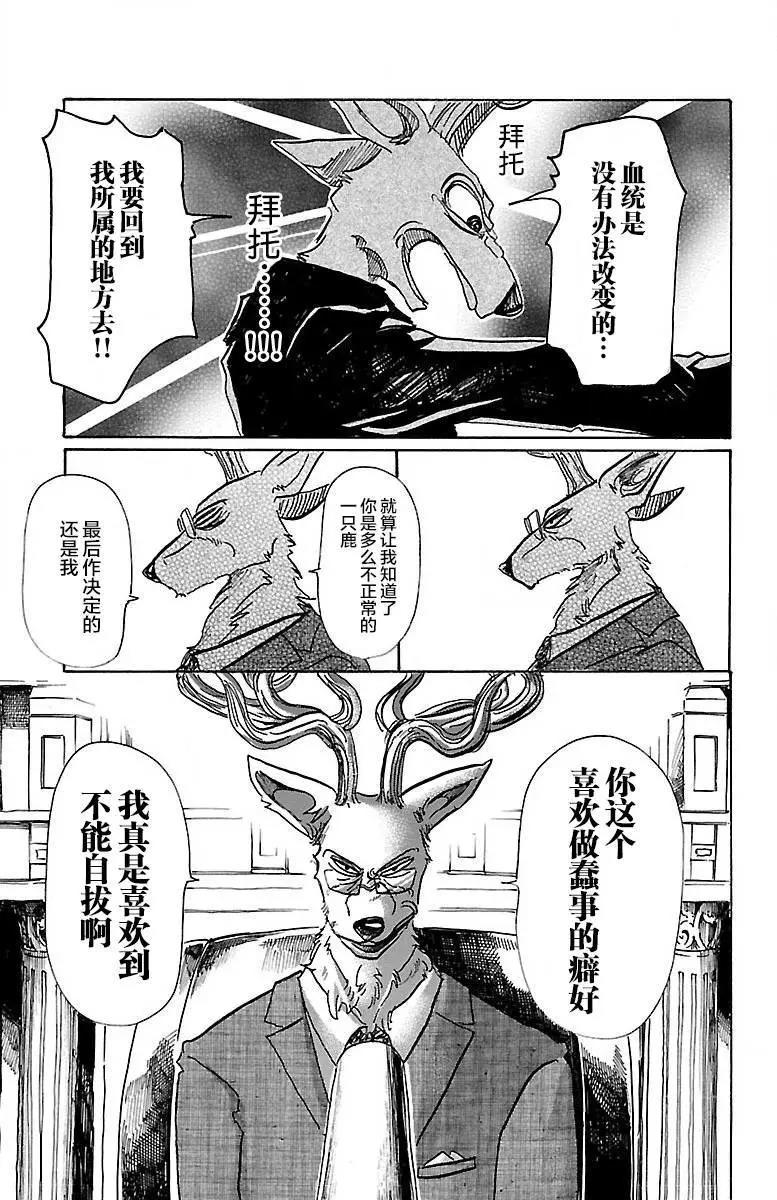 血统是
没有办法改变的…
拜托
拜托……!!!
我要回到
我所属的地方去!!
就算让我知道了
你是多么不正常的
一只鹿
最后作决定的
还是我
你这个
喜欢做蠢事的癖好
我真是喜欢到
不能自拔啊